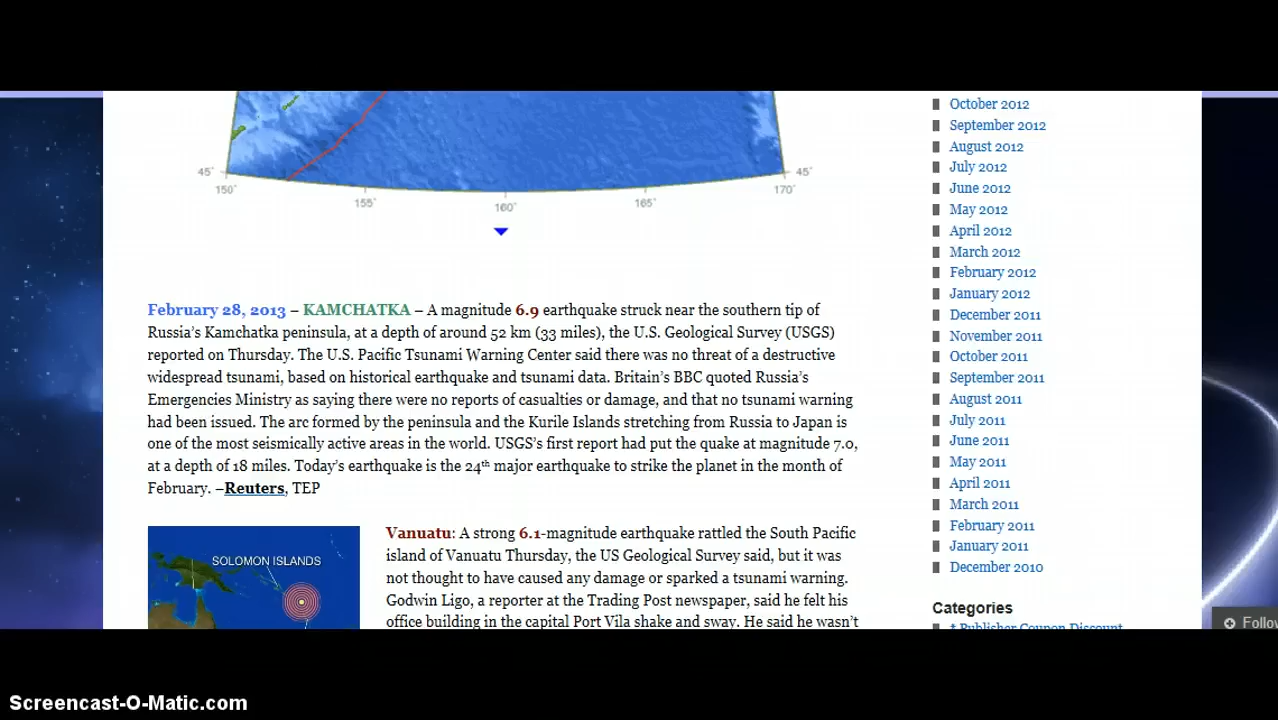 45°
45°
150°
170°
155°
165°
160°
February 28, 2013 – KAMCHATKA – A magnitude 6.9 earthquake struck near the southern tip of
Russia's Kamchatka peninsula, at a depth of around 52 km (33 miles), the U.S. Geological Survey (USGS)
reported on Thursday. The U.S. Pacific Tsunami Warning Center said there was no threat of a destructive
widespread tsunami, based on historical earthquake and tsunami data. Britain's BBC quoted Russia's
Emergencies Ministry as saying there were no reports of casualties or damage, and that no tsunami warning
had been issued. The arc formed by the peninsula and the Kurile Islands stretching from Russia to Japan is
one of the most seismically active areas in the world. USGS's first report had put the quake at magnitude 7.0,
at a depth of 18 miles. Today's earthquake is the 24th major earthquake to strike the planet in the month of
February. –Reuters, TEP
SOLOMON ISLANDS
Vanuatu: A strong 6.1-magnitude earthquake rattled the South Pacific
island of Vanuatu Thursday, the US Geological Survey said, but it was
not thought to have caused any damage or sparked a tsunami warning.
Godwin Ligo, a reporter at the Trading Post newspaper, said he felt his
office building in the capital Port Vila shake and sway. He said he wasn't
October 2012
September 2012
August 2012
July 2012
June 2012
May 2012
April 2012
March 2012
February 2012
January 2012
December 2011
November 2011
October 2011
September 2011
August 2011
July 2011
June 2011
May 2011
April 2011
March 2011
February 2011
January 2011
December 2010
Categories
* Publisher Coupon Discount
Follow
Screencast-O-Matic.com